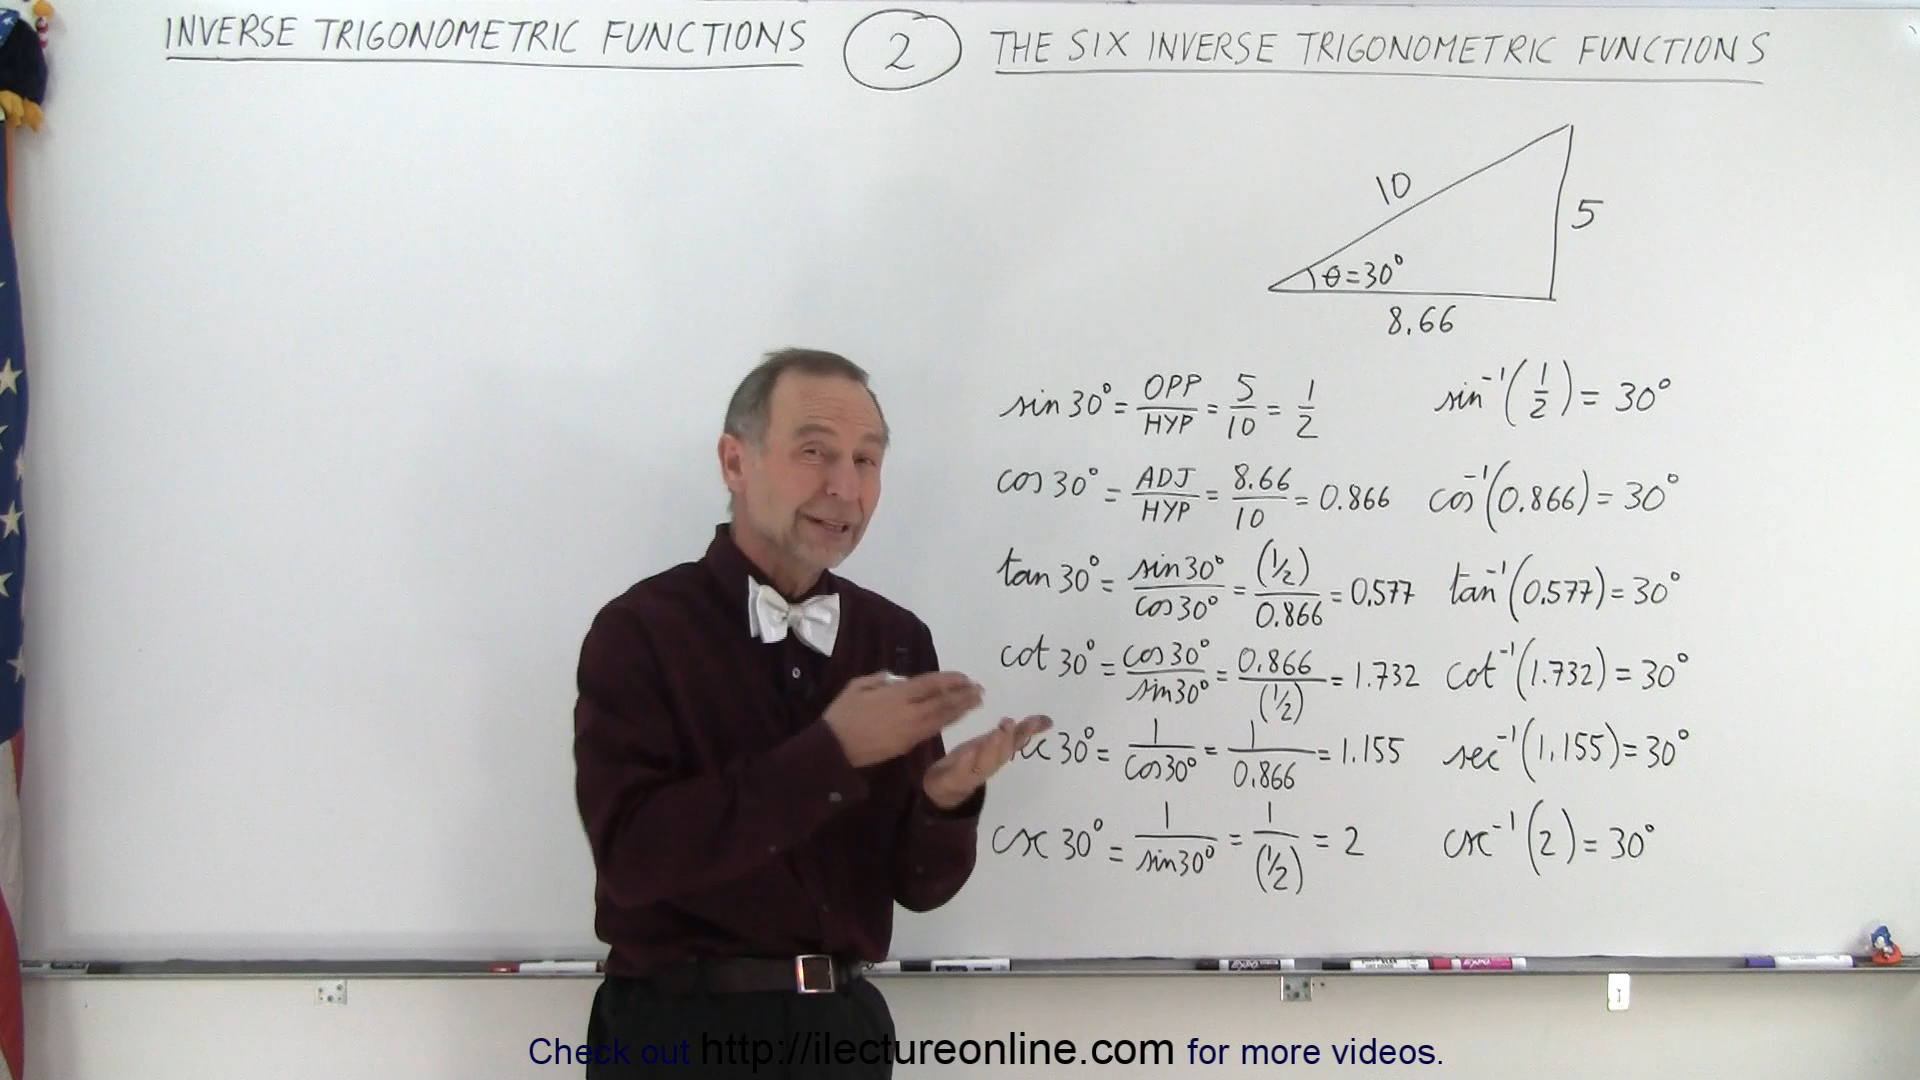 INVERSE TRIGONOMETRIC FUNCTIONS 2 THE SIX INVERSE TRIGONOMETRIC FUNCTIONS
10
5
θ=30°
8.66
sin 30° = OPP/HYP = 5/10 = 1/2 sin⁻¹(1/2) = 30°
cos 30° = ADJ/HYP = 8.66/10 = 0.866 cos⁻¹(0.866) = 30°
tan 30° = sin30°/cos30° = (1/2)/0.866 = 0.577 tan⁻¹(0.577) = 30°
cot 30° = cos30°/sin30° = 0.866/(1/2) = 1.732 cot⁻¹(1.732) = 30°
30° = 1/cos30° = 1/0.866 = 1.155 sec⁻¹(1.155) = 30°
csc 30° = 1/sin30° = 1/(1/2) = 2 csc⁻¹(2) = 30°
Check out http://ilectureonline.com for more videos.